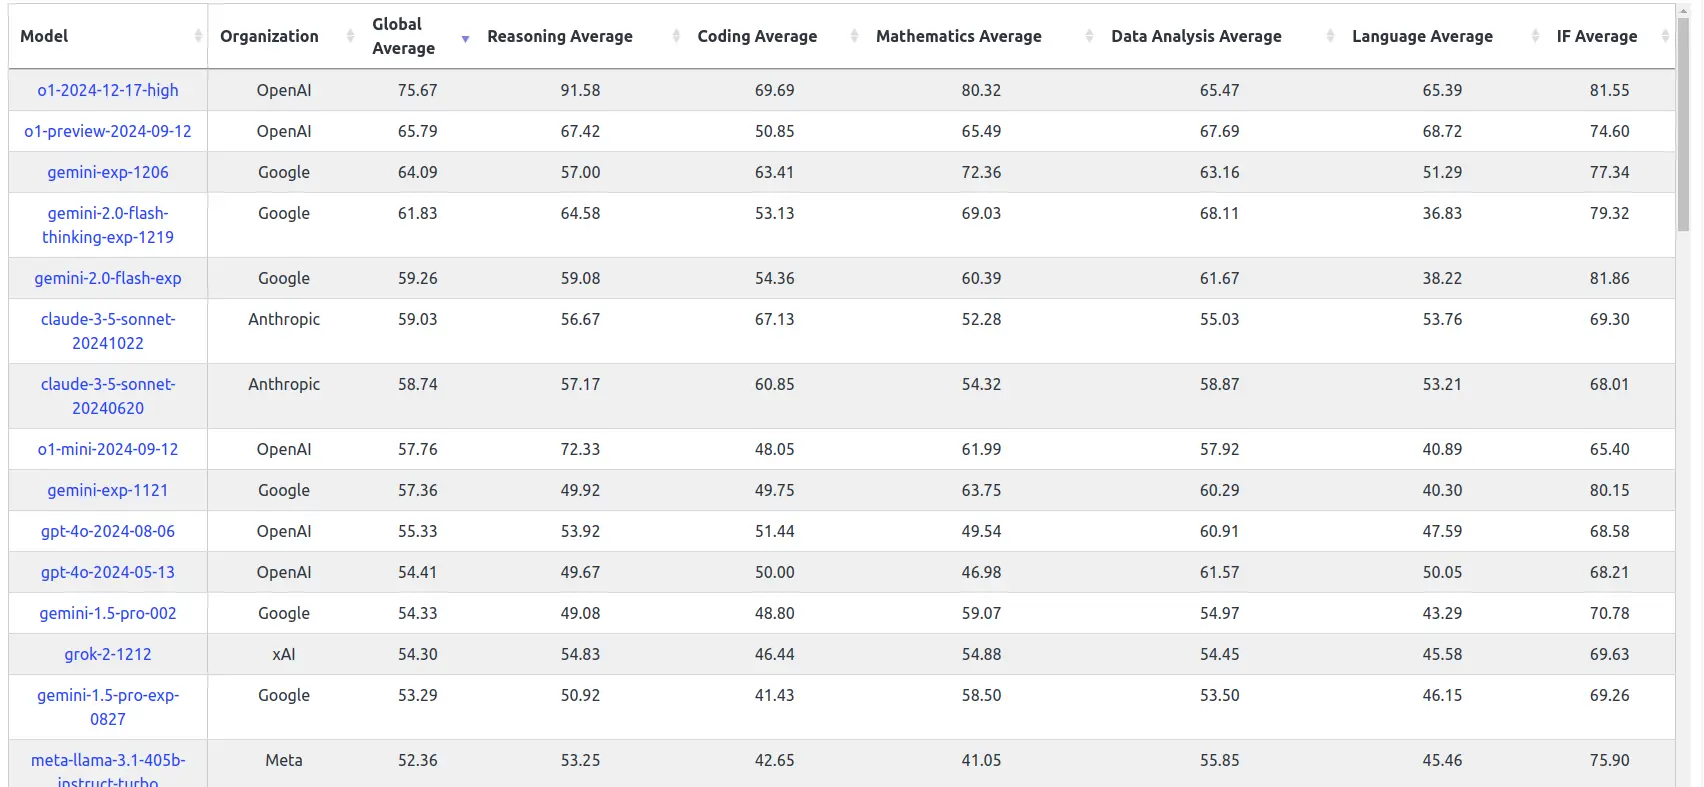 Model Organization Global Average Reasoning Average Coding Average Mathematics Average Data Analysis Average Language Average IF Average
o1-2024-12-17-high OpenAI 75.67 91.58 69.69 80.32 65.47 65.39 81.55
o1-preview-2024-09-12 OpenAI 65.79 67.42 50.85 65.49 67.69 68.72 74.60
gemini-exp-1206 Google 64.09 57.00 63.41 72.36 63.16 51.29 77.34
gemini-2.0-flash-thinking-exp-1219 Google 61.83 64.58 53.13 69.03 68.11 36.83 79.32
gemini-2.0-flash-exp Google 59.26 59.08 54.36 60.39 61.67 38.22 81.86
claude-3-5-sonnet-20241022 Anthropic 59.03 56.67 67.13 52.28 55.03 53.76 69.30
claude-3-5-sonnet-20240620 Anthropic 58.74 57.17 60.85 54.32 58.87 53.21 68.01
o1-mini-2024-09-12 OpenAI 57.76 72.33 48.05 61.99 57.92 40.89 65.40
gemini-exp-1121 Google 57.36 49.92 49.75 63.75 60.29 40.30 80.15
gpt-4o-2024-08-06 OpenAI 55.33 53.92 51.44 49.54 60.91 47.59 68.58
gpt-4o-2024-05-13 OpenAI 54.41 49.67 50.00 46.98 61.57 50.05 68.21
gemini-1.5-pro-002 Google 54.33 49.08 48.80 59.07 54.97 43.29 70.78
grok-2-1212 xAI 54.30 54.83 46.44 54.88 54.45 45.58 69.63
gemini-1.5-pro-exp-0827 Google 53.29 50.92 41.43 58.50 53.50 46.15 69.26
meta-llama-3.1-405b-instruct-turbo Meta 52.36 53.25 42.65 41.05 55.85 45.46 75.90